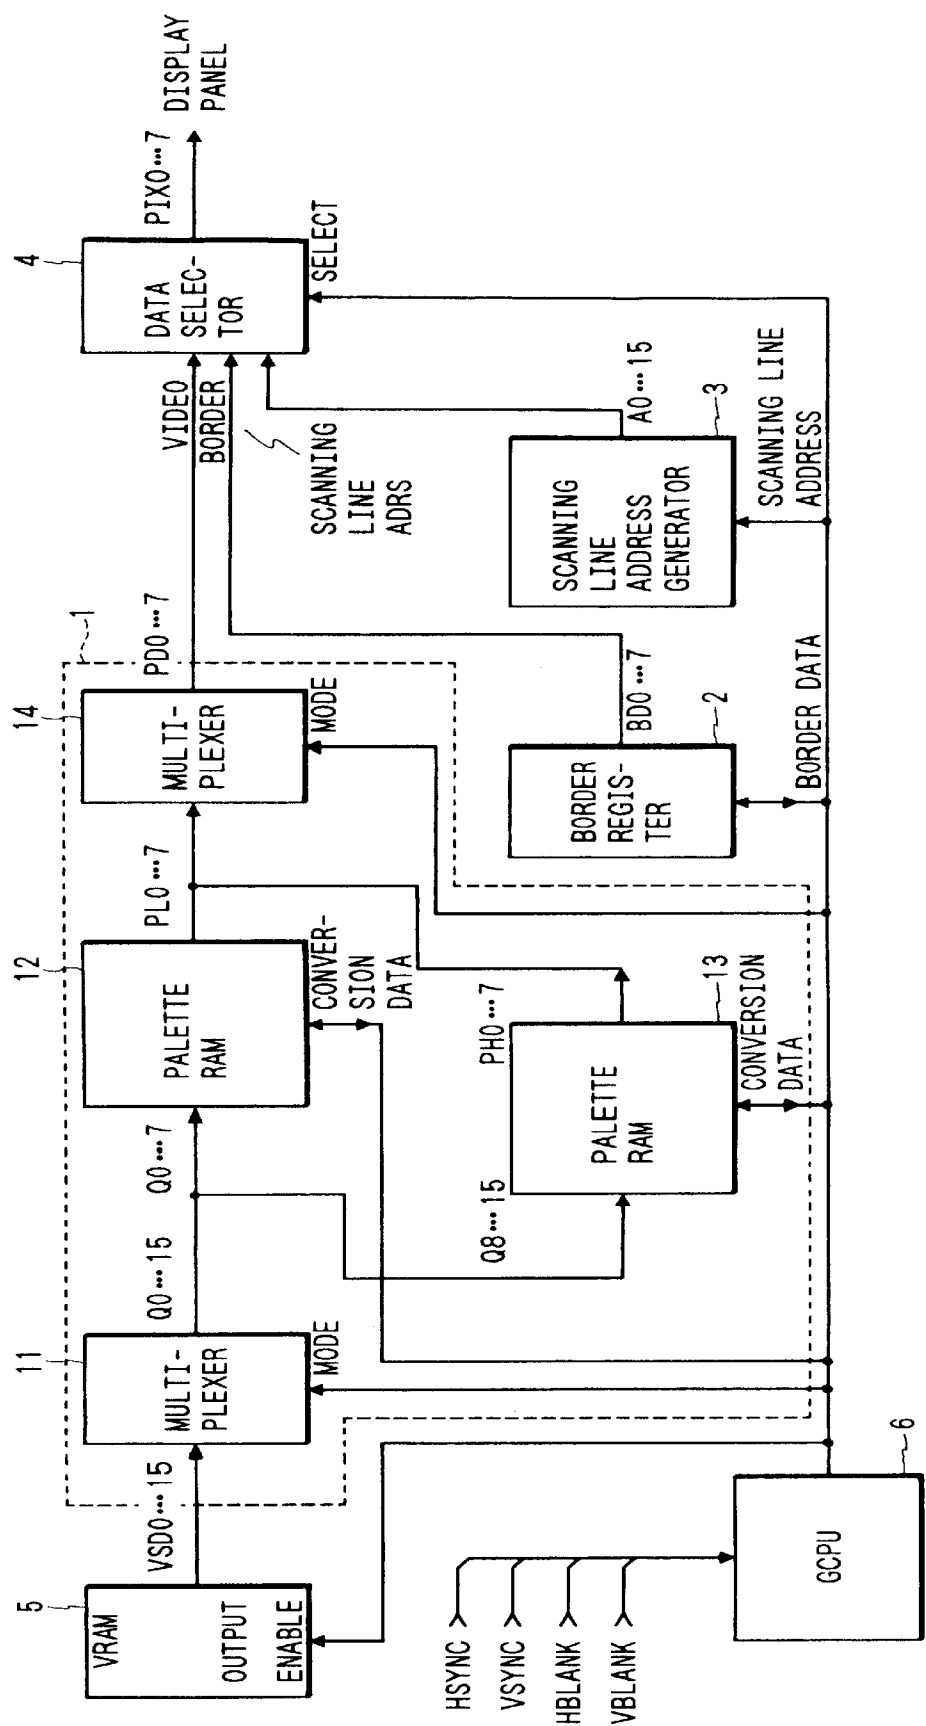 5
VRAM
OUTPUT
ENABLE
VSD0···15
11
MULTI-
PLEXER
MODE
Q0···15
Q0···7
12
PALETTE
RAM
CONVER-
SION
DATA
PL0···7
14
MULTI-
PLEXER
MODE
PD0···7
1
VIDEO
BORDER
SCANNING
LINE
ADRS
4
DATA
SELEC-
TOR
SELECT
PIX0···7
DISPLAY
PANEL
Q8···15
PALETTE
RAM
PH0···7
13
CONVERSION
DATA
BORDER
REGIS-
TER
BD0···7
2
BORDER DATA
SCANNING
LINE
ADDRESS
GENERATOR
A0···15
3
SCANNING LINE
ADDRESS
HSYNC
VSYNC
HBLANK
VBLANK
GCPU
6